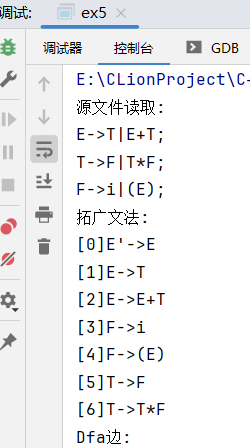 调试: ex5
调试器 控制台 GDB
E:\CLionProject\C-
源文件读取:
E->T|E+T;
T->F|T*F;
F->i|(E);
拓广文法:
[0]E'->E
[1]E->T
[2]E->E+T
[3]F->i
[4]F->(E)
[5]T->F
[6]T->T*F
Dfa边: